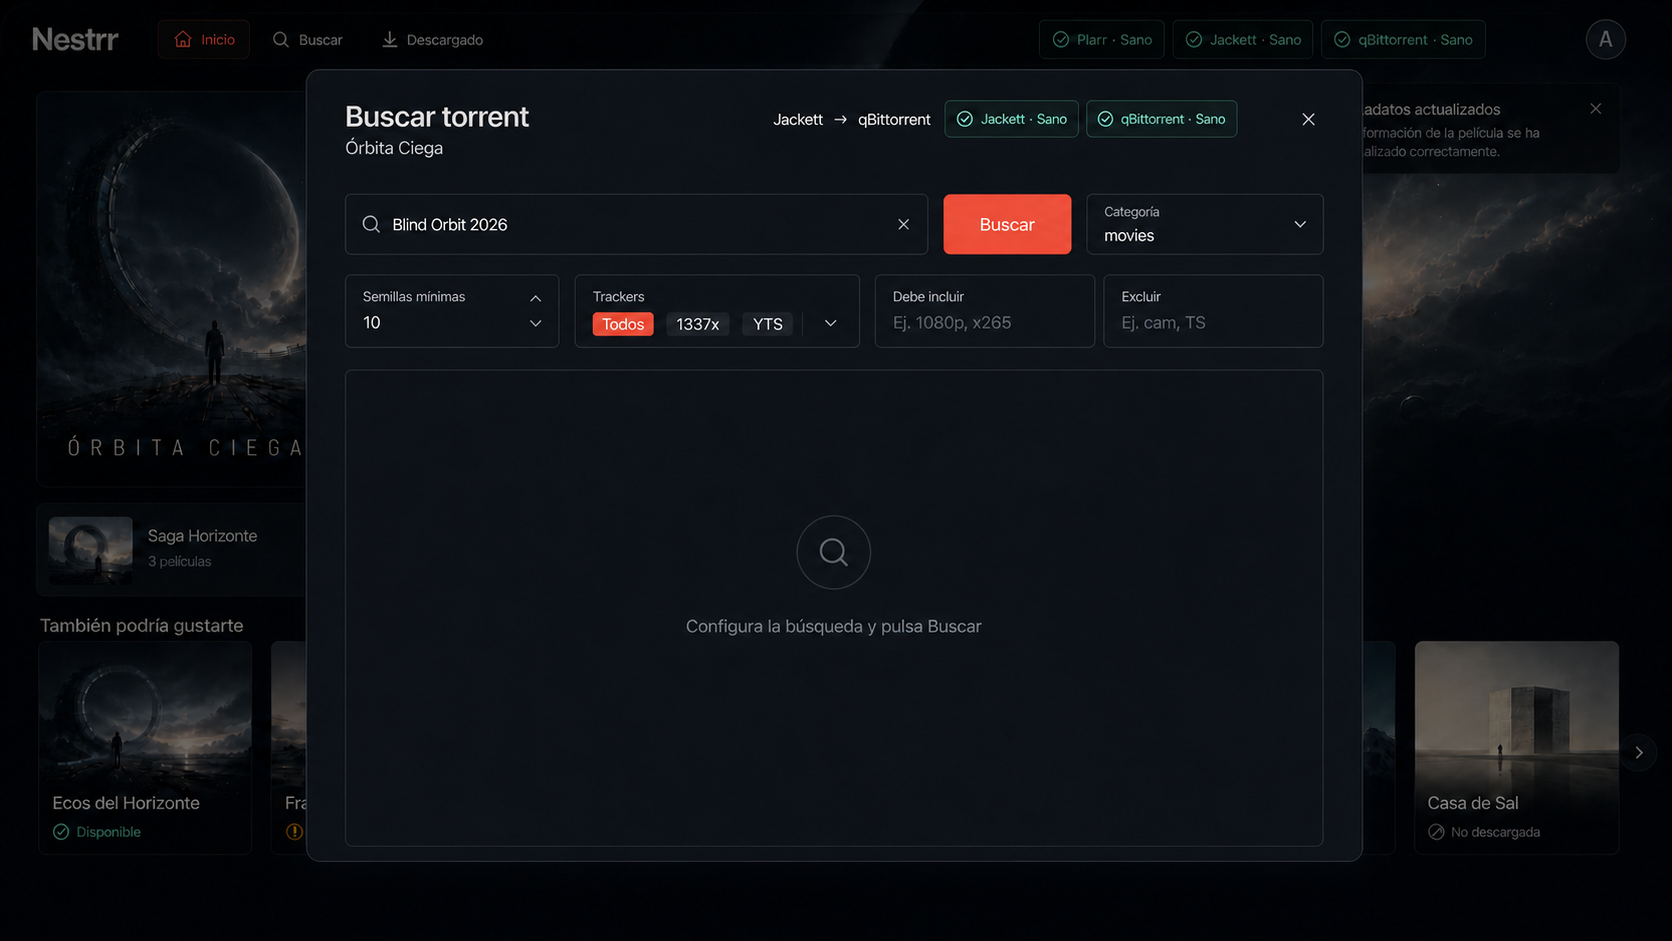 Nestrr
Inicio
Buscar
Descargado
Plarr · Sano
Jackett · Sano
qBittorrent · Sano
A
Buscar torrent
Órbita Ciega
Jackett → qBittorrent
Jackett · Sano
qBittorrent · Sano
adatos actualizados
formación de la película se ha
alizado correctamente.
Blind Orbit 2026
Buscar
Categoría
movies
Semillas mínimas
10
Trackers
Todos 1337x YTS
Debe incluir
Ej. 1080p, x265
Excluir
Ej. cam, TS
ÓRBITA CIEGA
Saga Horizonte
3 películas
Configura la búsqueda y pulsa Buscar
También podría gustarte
Ecos del Horizonte
Disponible
Fra
Casa de Sal
No descargada